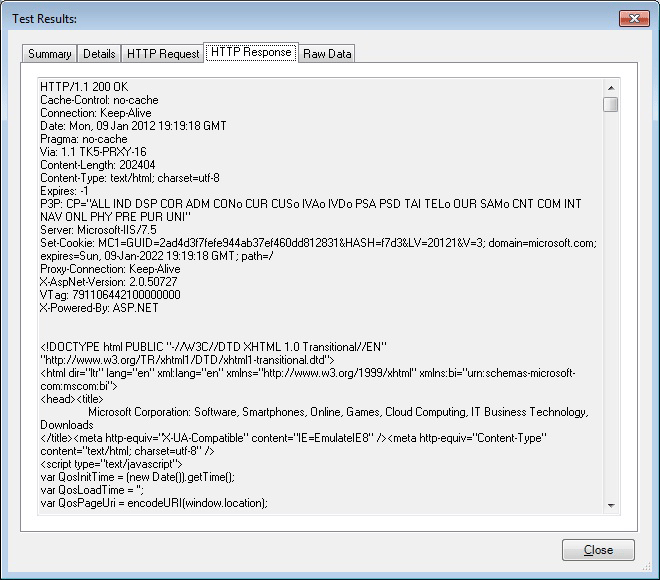 Test Results:
Summary Details HTTP Request HTTP Response Raw Data
HTTP/1.1 200 OK
Cache-Control: no-cache
Connection: Keep-Alive
Date: Mon, 09 Jan 2012 19:19:18 GMT
Pragma: no-cache
Via: 1.1 TK5-PRXY-16
Content-Length: 202404
Content-Type: text/html; charset=utf-8
Expires: -1
P3P: CP="ALL IND DSP COR ADM CONo CUR CUSo IVAo IVDo PSA PSD TAI TELo OUR SAMo CNT COM INT
NAV ONL PHY PRE PUR UNI"
Server: Microsoft-IIS/7.5
Set-Cookie: MC1=GUID=2ad4d3f7fefe944ab37ef460dd812831&HASH=f7d3&LV=20121&V=3; domain=microsoft.com;
expires=Sun, 09-Jan-2022 19:19:18 GMT; path=/
Proxy-Connection: Keep-Alive
X-AspNet-Version: 2.0.50727
VTag: 791106442100000000
X-Powered-By: ASP.NET
<!DOCTYPE html PUBLIC "-//W3C//DTD XHTML 1.0 Transitional//EN"
"http://www.w3.org/TR/xhtml1/DTD/xhtml1-transitional.dtd">
<html dir="ltr" lang="en" xml:lang="en" xmlns="http://www.w3.org/1999/xhtml" xmlns:bi="urn:schemas-microsoft-
com:mscom:bi">
<head><title>
Microsoft Corporation: Software, Smartphones, Online, Games, Cloud Computing, IT Business Technology,
Downloads
</title><meta http-equiv="X-UA-Compatible" content="IE=EmulateIE8" /><meta http-equiv="Content-Type"
content="text/html; charset=utf-8" />
<script type="text/javascript">
var QosInitTime = (new Date()).getTime();
var QosLoadTime = '';
var QosPageUri = encodeURI(window.location);
Close